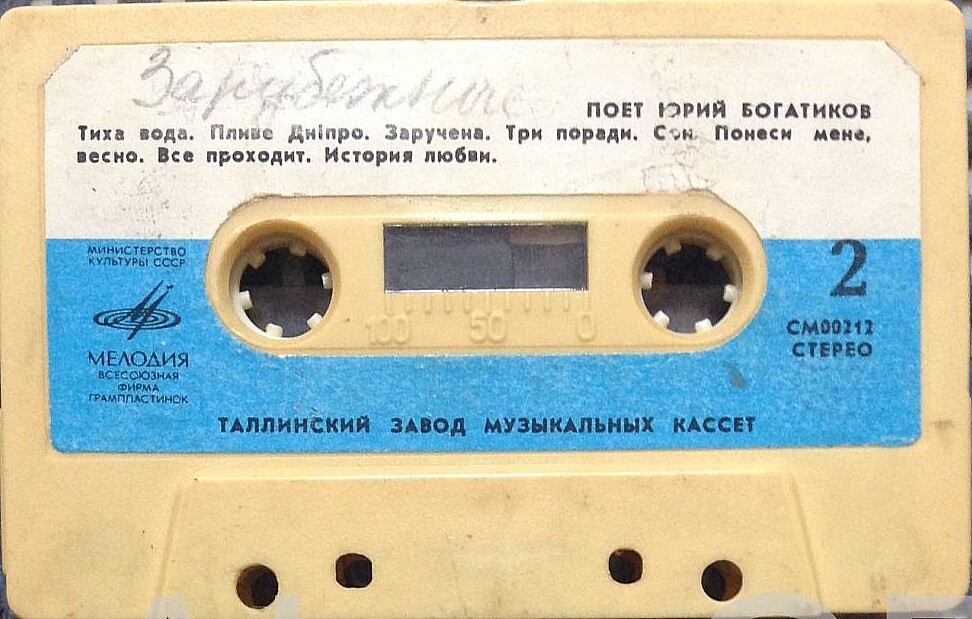 Зарубежные
ПОЕТ ЮРИЙ БОГАТИКОВ
Тиха вода. Пливе Дніпро. Заручена. Три поради. Сон. Понеси мене,
весно. Все проходит. История любви.
МИНИСТЕРСТВО
КУЛЬТУРЫ СССР
МЕЛОДИЯ
ВСЕСОЮЗНАЯ
ФИРМА
ГРАМПЛАСТИНОК
100 50 0
2
СМ00212
СТЕРЕО
ТАЛЛИНСКИЙ ЗАВОД МУЗЫКАЛЬНЫХ КАССЕТ